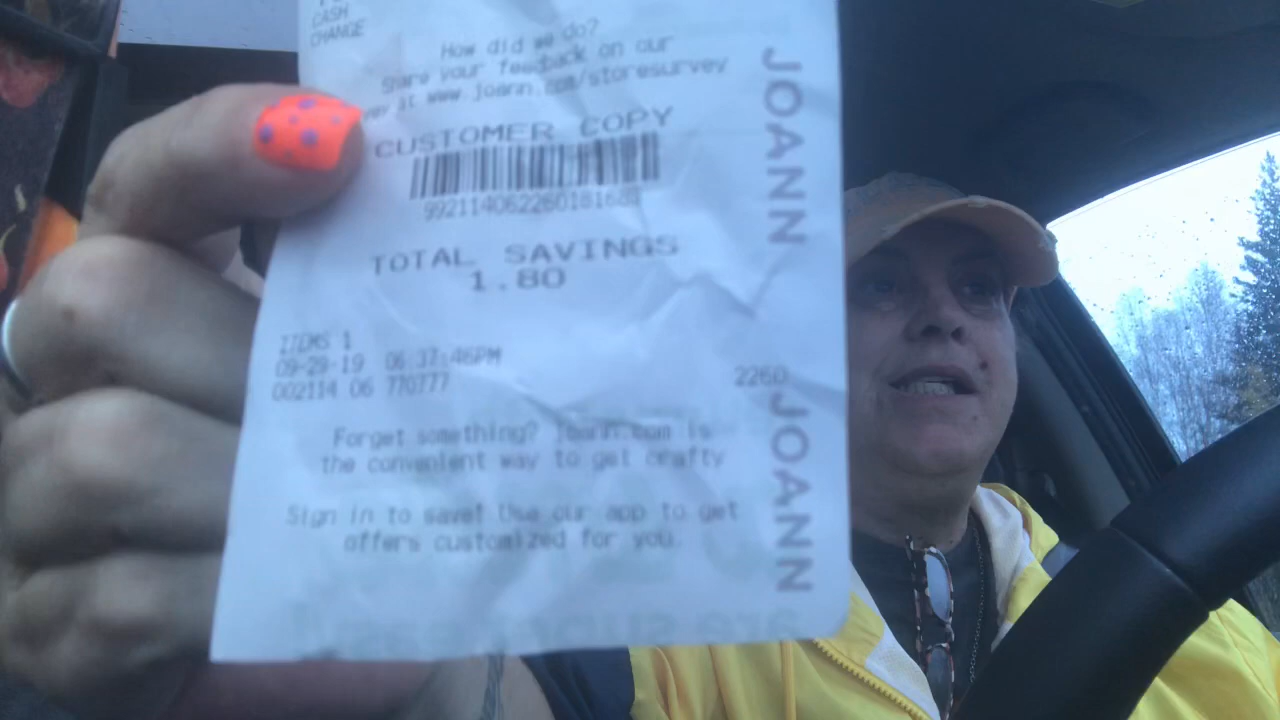 CASH
CHANGE
How did we do?
Share your feedback on our
at www.joann.com/storesurvey
CUSTOMER COPY
TOTAL SAVINGS
1.80
ITEMS 1
09-29-19 06:37:46PM
002114 06 770777
2260
Forget something? joann.com is
the convenient way to get crafty
Sign in to save! Use our app to get
offers customized for you.
JOANN
JOANN